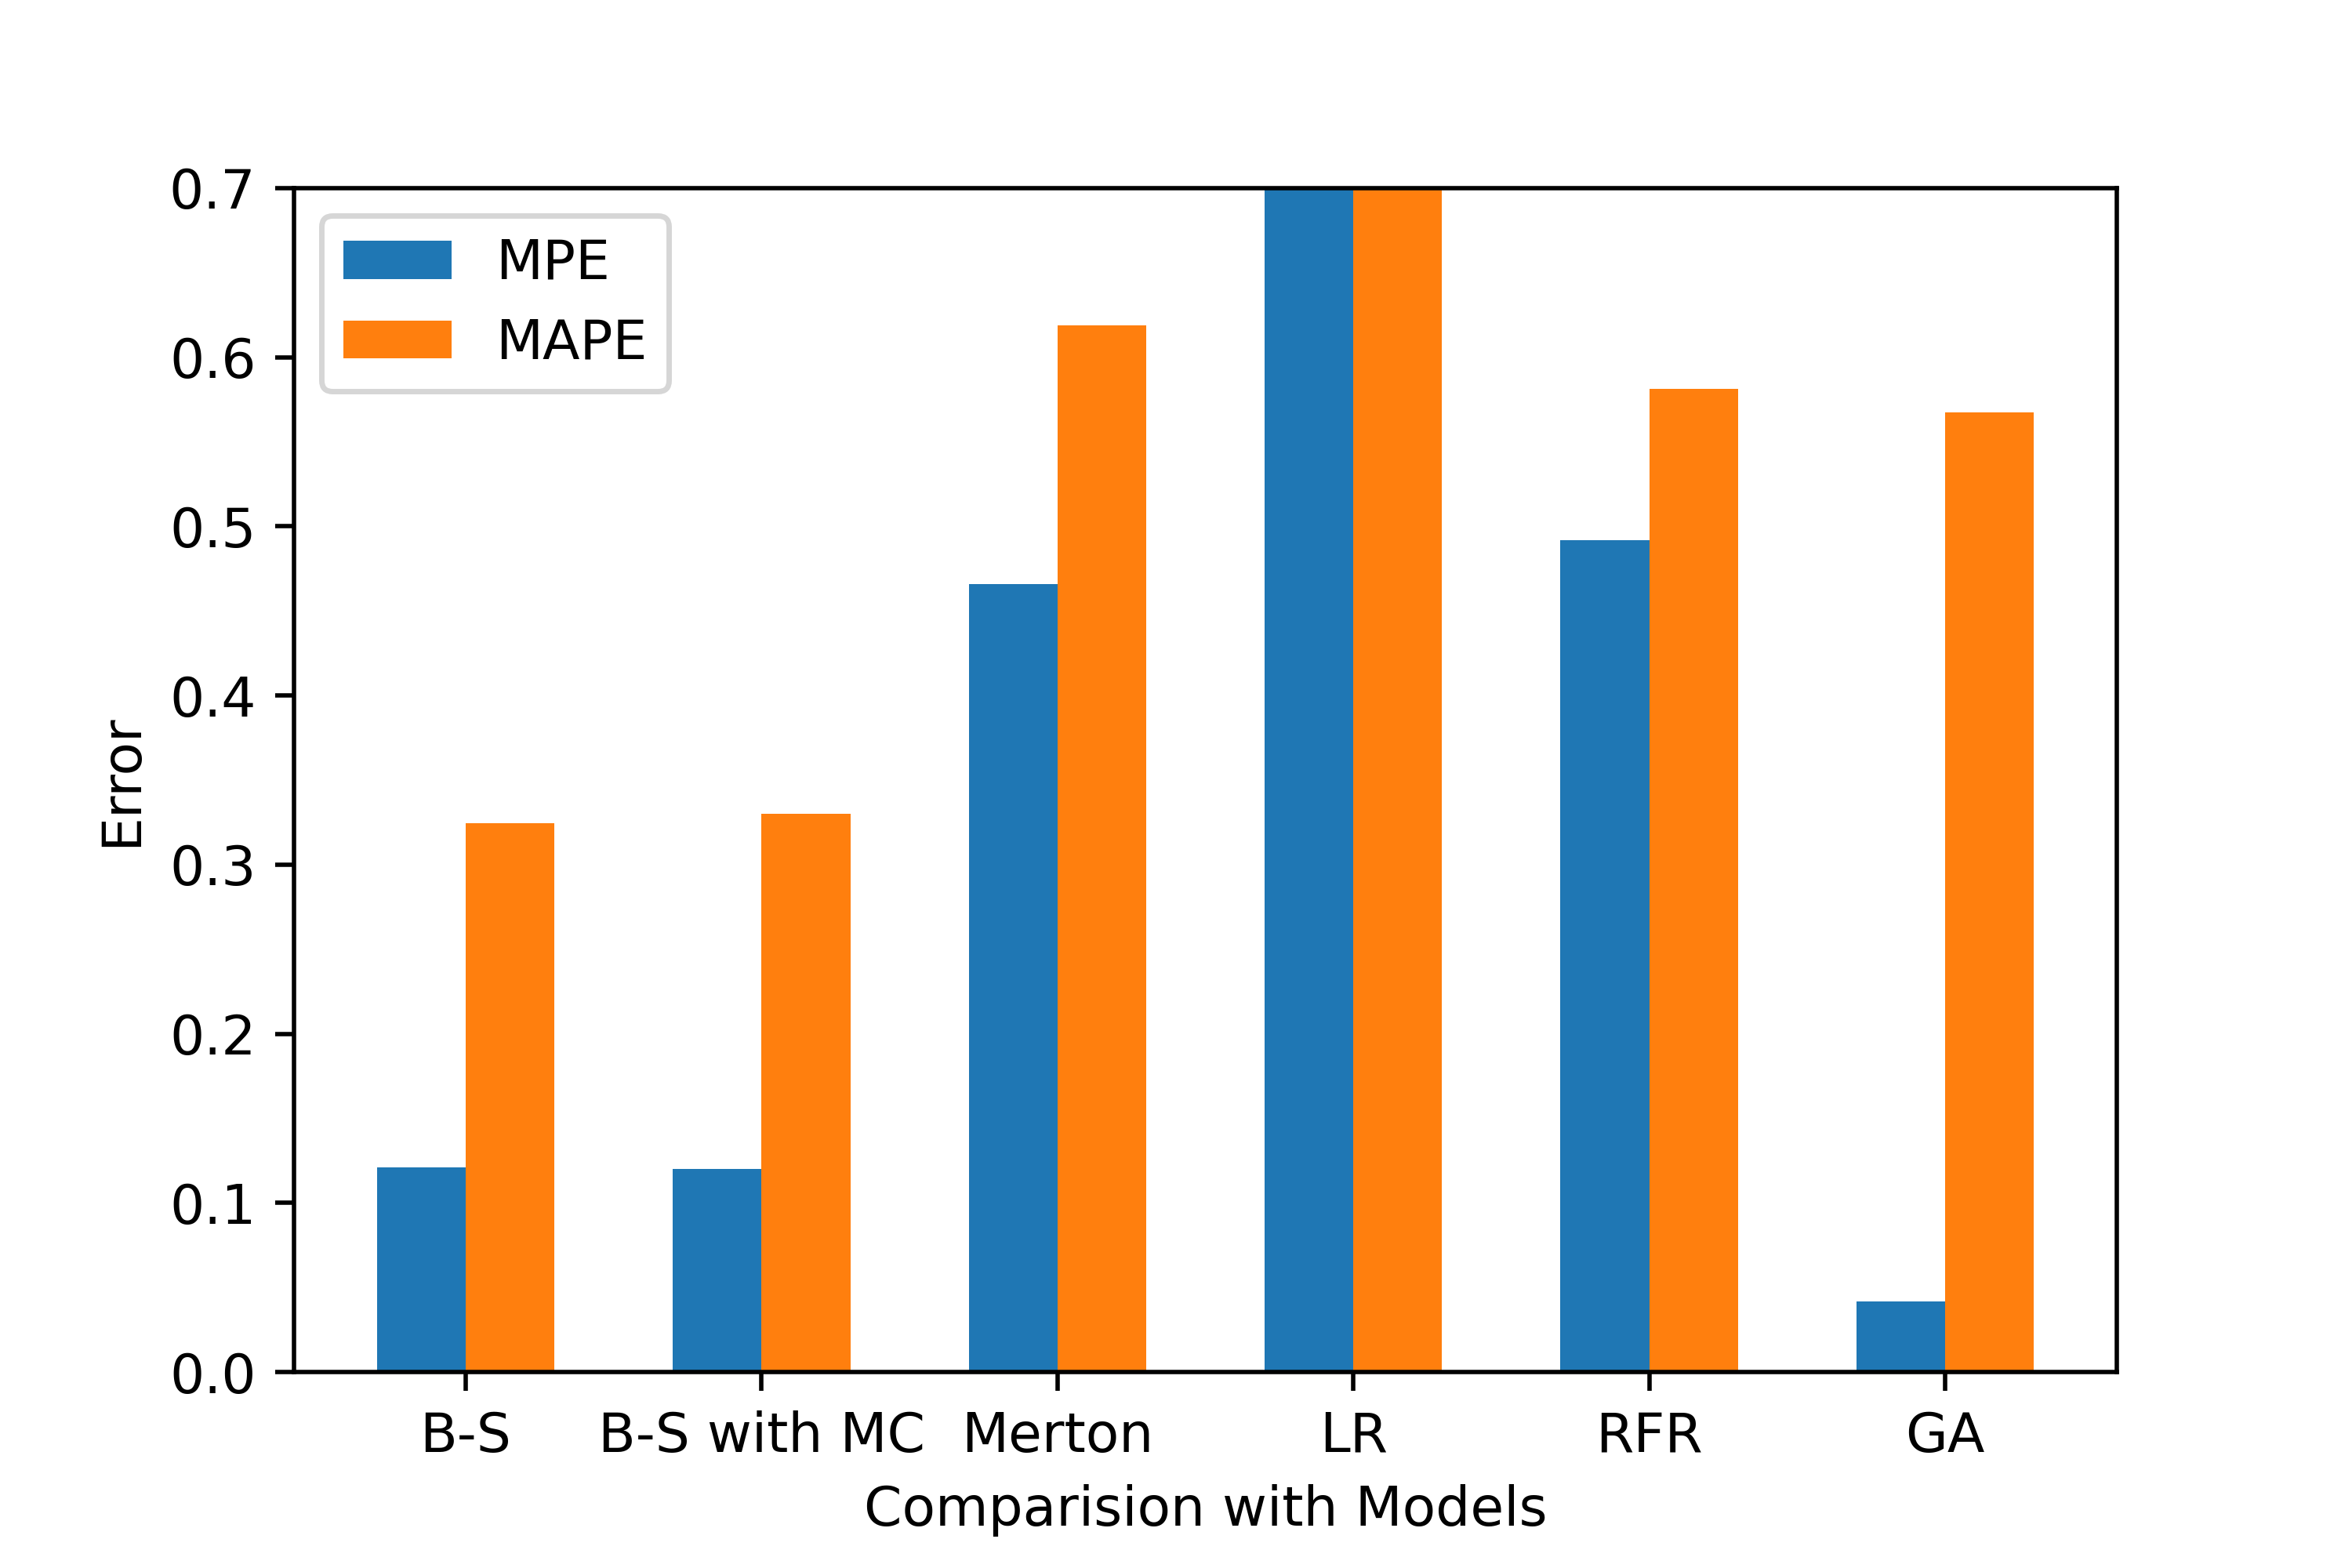 0.7
0.6
0.5
0.4
0.3
0.2
0.1
0.0
Error
MPE
MAPE
B-S
B-S with MC
Merton
LR
RFR
GA
Comparision with Models